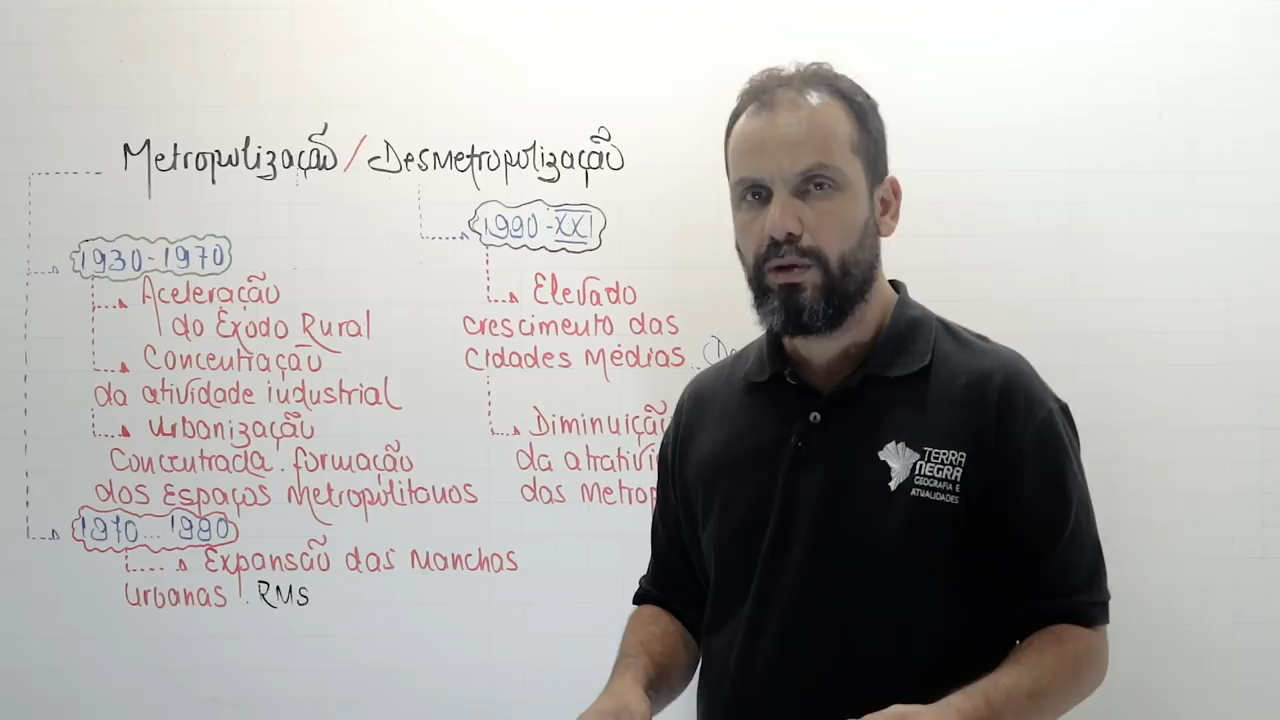 Metropolização / Desmetropolização
1930-1970
Aceleração
do Êxodo Rural
Concentração
da atividade industrial
Urbanização
Concentrada. formação
dos Espaços Metropolitanos
1970... 1990
Expansão das Manchas
Urbanas. RMs
1990-XXI
Elevado
crescimento das
Cidades Médias
Diminuição
da
das
TERRA
NEGRA
GEOGRAFIA E
ATUALIDADES